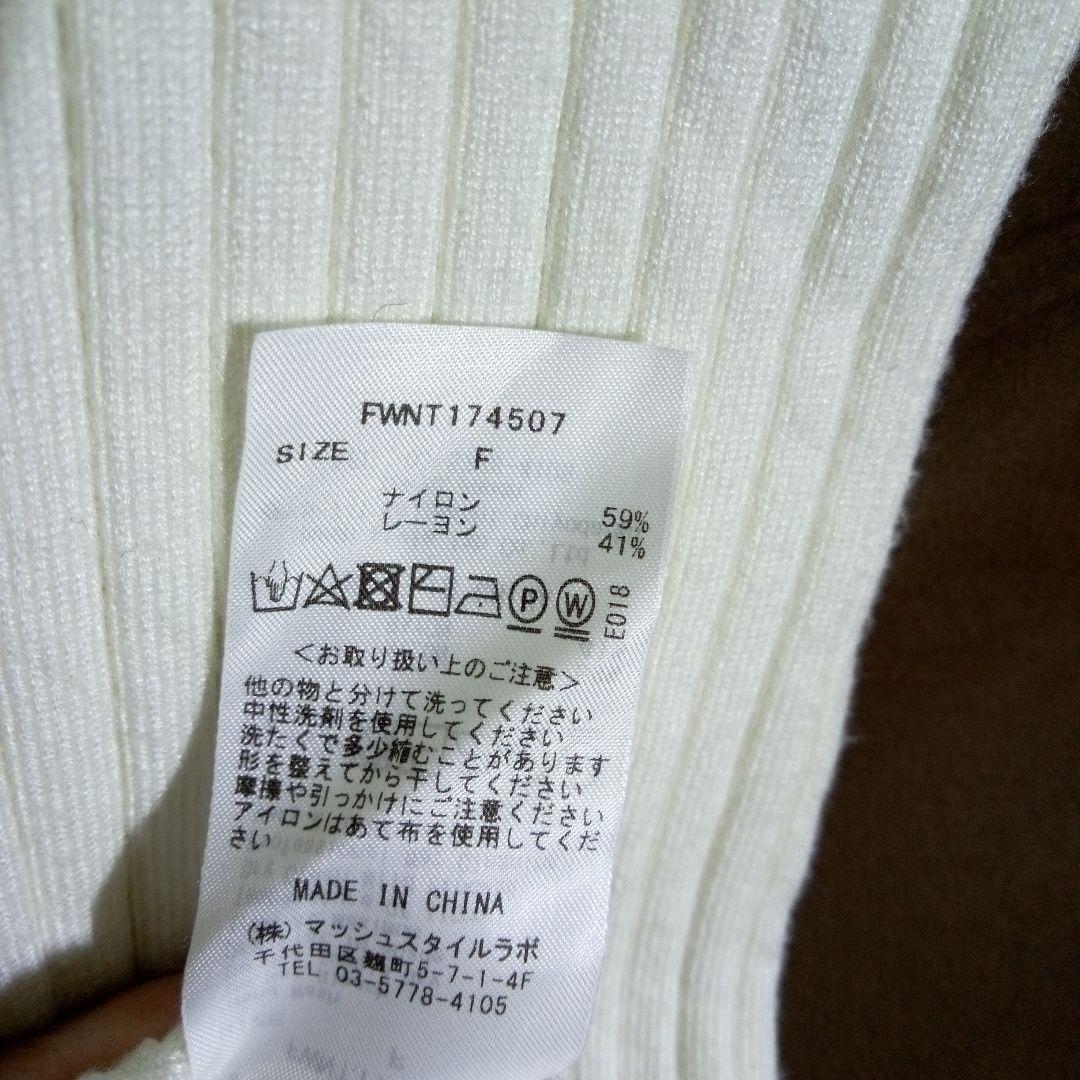 FWNT174507
SIZE F
ナイロン 59%
レーヨン 41%
P W E018
＜お取り扱い上のご注意＞
他の物と分けて洗ってください
中性洗剤を使用してください
洗たくで多少縮むことがあります
形を整えてから干してください
摩擦や引っかけにご注意ください
アイロンはあて布を使用してくだ
さい
MADE IN CHINA
(株)マッシュスタイルラボ
千代田区麹町5-7-1-4F
TEL 03-5778-4105
FWN F